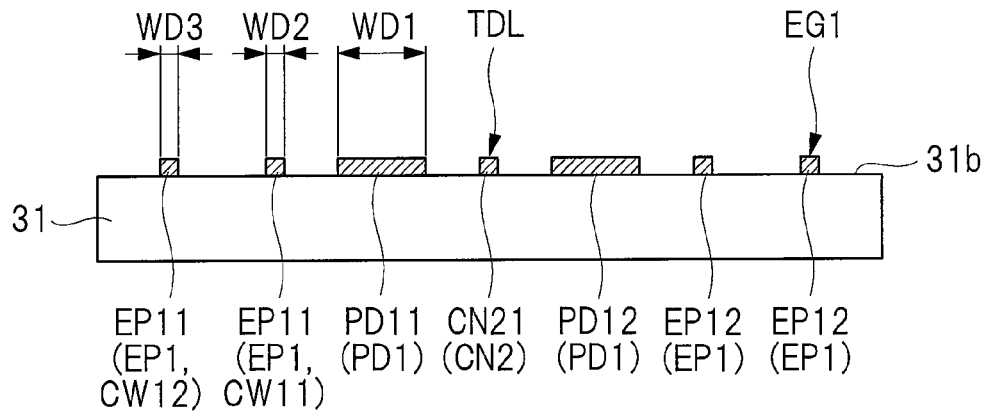 WD3 WD2 WD1 TDL EG1
31b
31
EP11 EP11 PD11 CN21 PD12 EP12 EP12
(EP1, (EP1, (PD1) (CN2) (PD1) (EP1) (EP1)
CW12) CW11)